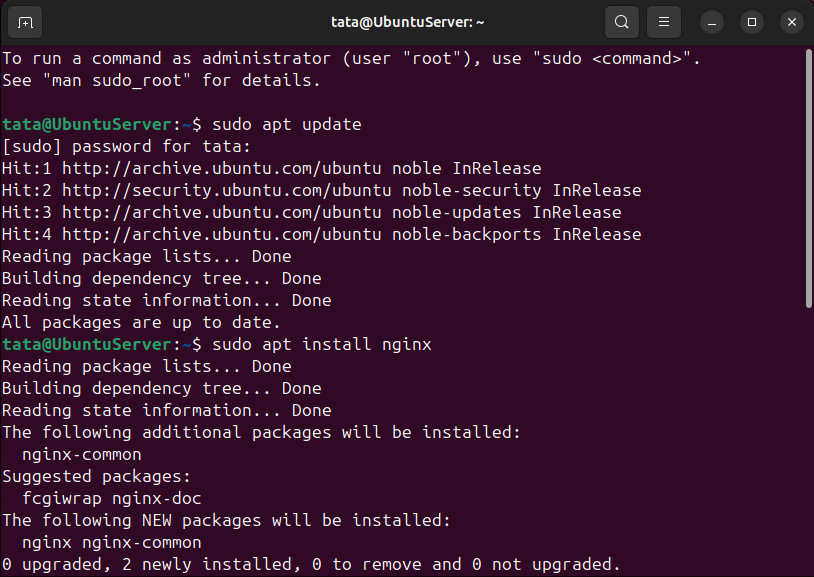 tata@UbuntuServer: ~
To run a command as administrator (user "root"), use "sudo <command>".
See "man sudo_root" for details.
tata@UbuntuServer:~$ sudo apt update
[sudo] password for tata:
Hit:1 http://archive.ubuntu.com/ubuntu noble InRelease
Hit:2 http://security.ubuntu.com/ubuntu noble-security InRelease
Hit:3 http://archive.ubuntu.com/ubuntu noble-updates InRelease
Hit:4 http://archive.ubuntu.com/ubuntu noble-backports InRelease
Reading package lists... Done
Building dependency tree... Done
Reading state information... Done
All packages are up to date.
tata@UbuntuServer:~$ sudo apt install nginx
Reading package lists... Done
Building dependency tree... Done
Reading state information... Done
The following additional packages will be installed:
  nginx-common
Suggested packages:
  fcgiwrap nginx-doc
The following NEW packages will be installed:
  nginx nginx-common
0 upgraded, 2 newly installed, 0 to remove and 0 not upgraded.